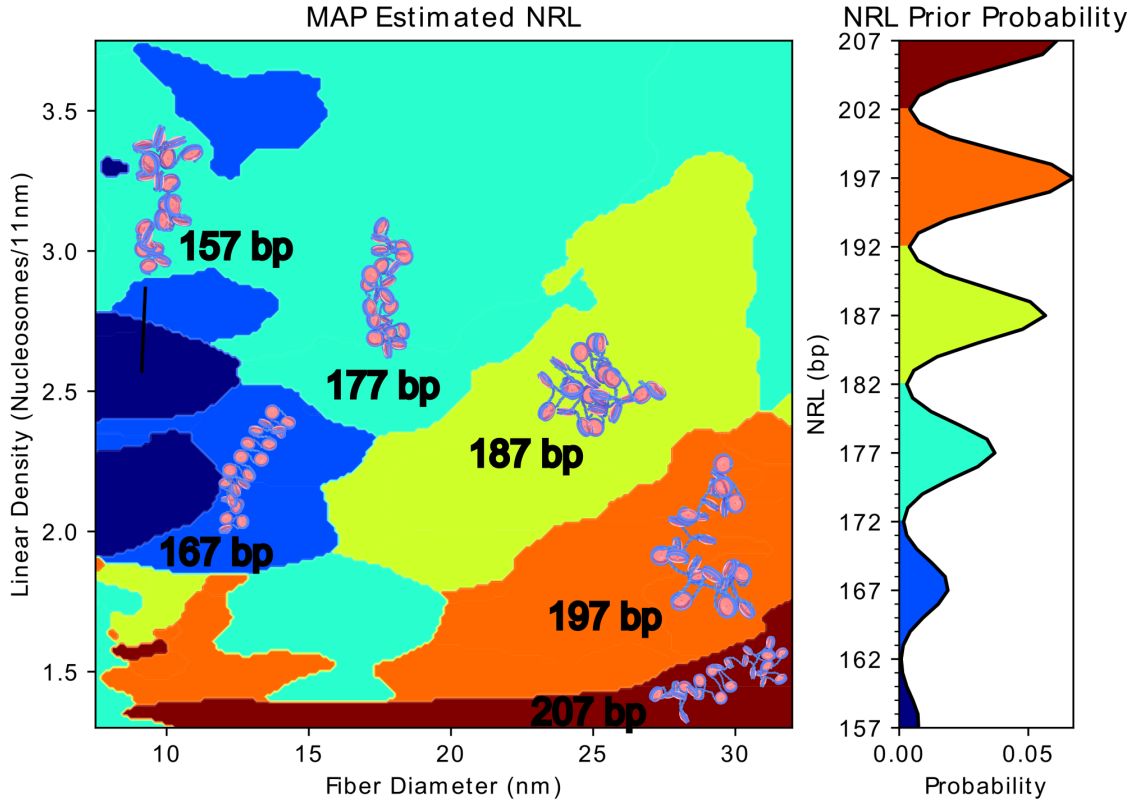 MAP Estimated NRL
NRL Prior Probability
Linear Density (Nucleosomes/11nm)
3.5
3.0
2.5
2.0
1.5
157 bp
177 bp
187 bp
167 bp
197 bp
207 bp
10
15
20
25
30
Fiber Diameter (nm)
NRL (bp)
207
202
197
192
187
182
177
172
167
162
157
0.00
0.05
Probability